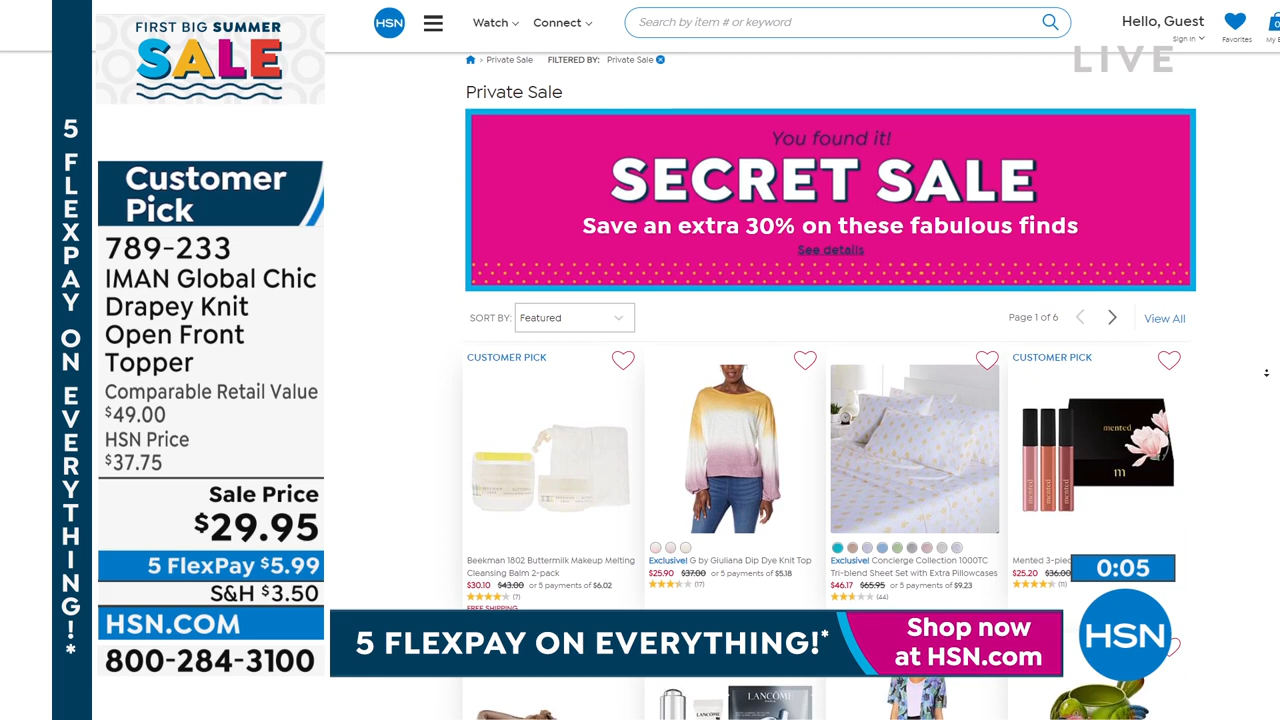 FIRST BIG SUMMER
SALE
5 FLEXPAY ON EVERYTHING!*
Customer
Pick
789-233
IMAN Global Chic
Drapey Knit
Open Front
Topper
Comparable Retail Value
$49.00
HSN Price
$37.75
Sale Price
$29.95
5 FlexPay $5.99
S&H $3.50
HSN.COM
800-284-3100
HSN
Watch
Connect
Search by item # or keyword
Hello, Guest
Sign In
Favorites
My
LIVE
> Private Sale FILTERED BY: Private Sale
Private Sale
You found it!
SECRET SALE
Save an extra 30% on these fabulous finds
See details
SORT BY: Featured
Page 1 of 6
View All
CUSTOMER PICK
Beekman 1802 Buttermilk Makeup Melting
Cleansing Balm 2-pack
$30.10 $43.00 or 5 payments of $6.02
(7)
FREE SHIPPING
Exclusive! G by Giuliana Dip Dye Knit Top
$25.90 $37.00 or 5 payments of $5.18
(17)
Exclusive! Concierge Collection 1000TC
Tri-blend Sheet Set with Extra Pillowcases
$46.17 $65.95 or 5 payments of $9.23
(44)
CUSTOMER PICK
mented
m
Mented 3-piec
$25.20 $36.00
(11)
0:05
5 FLEXPAY ON EVERYTHING!*
Shop now
at HSN.com
HSN
LANCÔME
LANCÔME